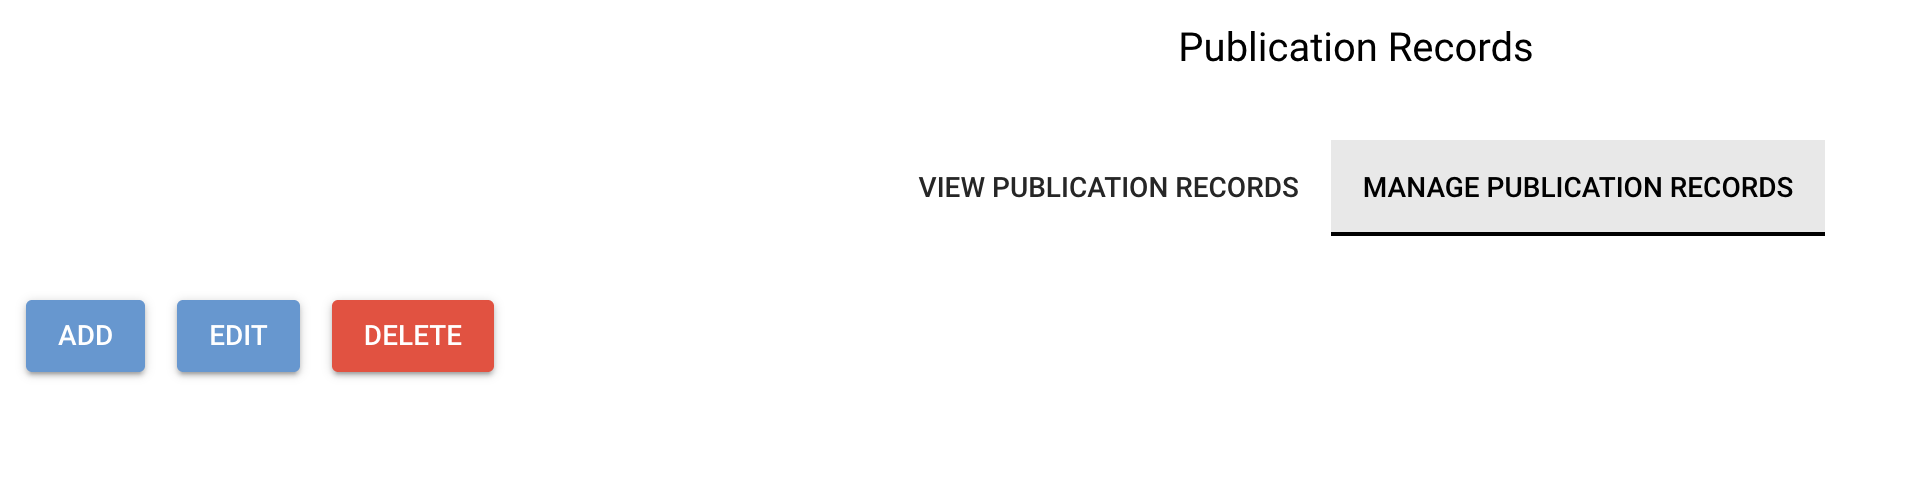 Publication Records
VIEW PUBLICATION RECORDS MANAGE PUBLICATION RECORDS
ADD EDIT DELETE